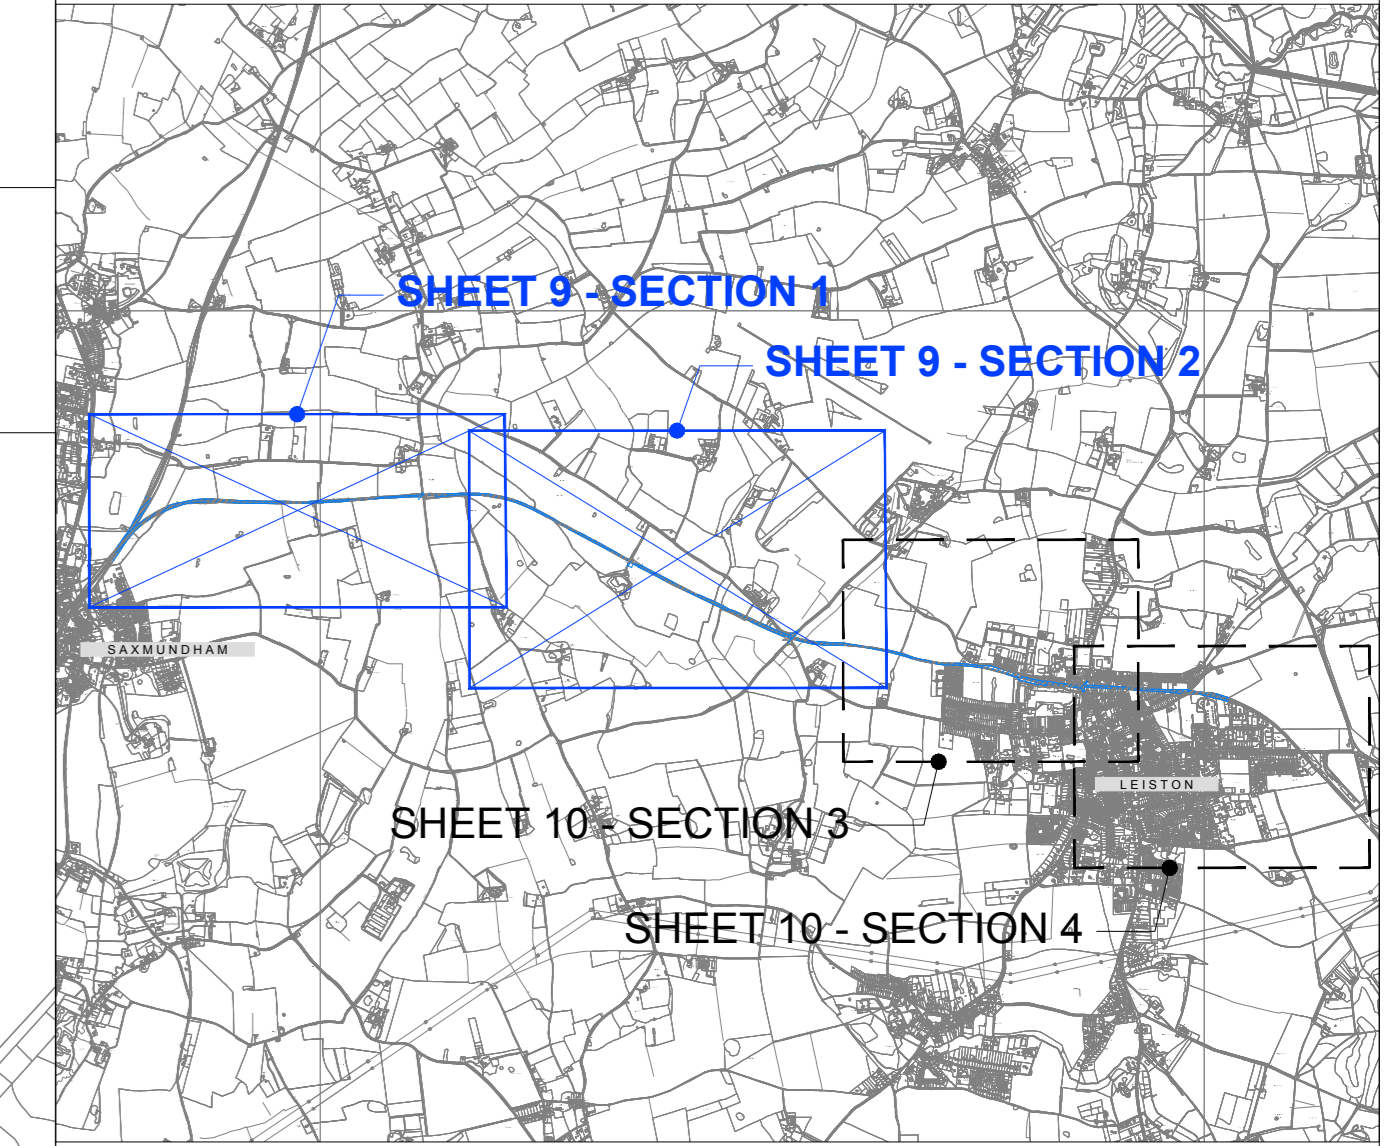 SHEET 9 - SECTION 1
SHEET 9 - SECTION 2
SAXMUNDHAM
LEISTON
SHEET 10 - SECTION 3
SHEET 10 - SECTION 4